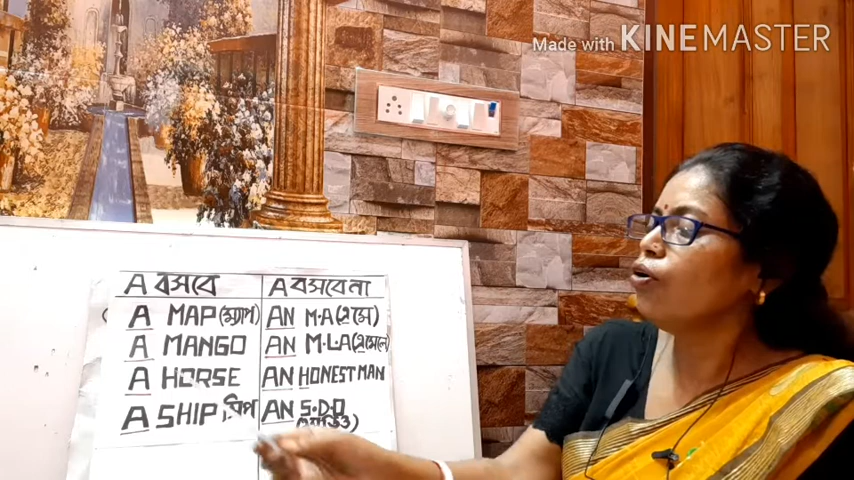 Made with KINEMASTER
A বসবে A বসবেনা
A MAP (ম্যাপ) AN M.A (এম এ)
A MANGO AN M.L.A
A HORSE AN HONEST MAN
A SHIP, শিপ AN S.D.O